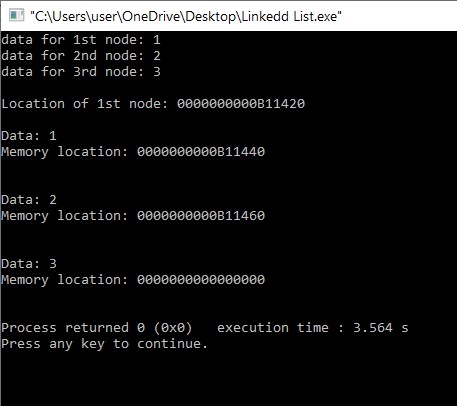 "C:\Users\user\OneDrive\Desktop\Linkedd List.exe"
data for 1st node: 1
data for 2nd node: 2
data for 3rd node: 3
Location of 1st node: 0000000000B11420
Data: 1
Memory location: 0000000000B11440
Data: 2
Memory location: 0000000000B11460
Data: 3
Memory location: 0000000000000000
Process returned 0 (0x0)   execution time : 3.564 s
Press any key to continue.